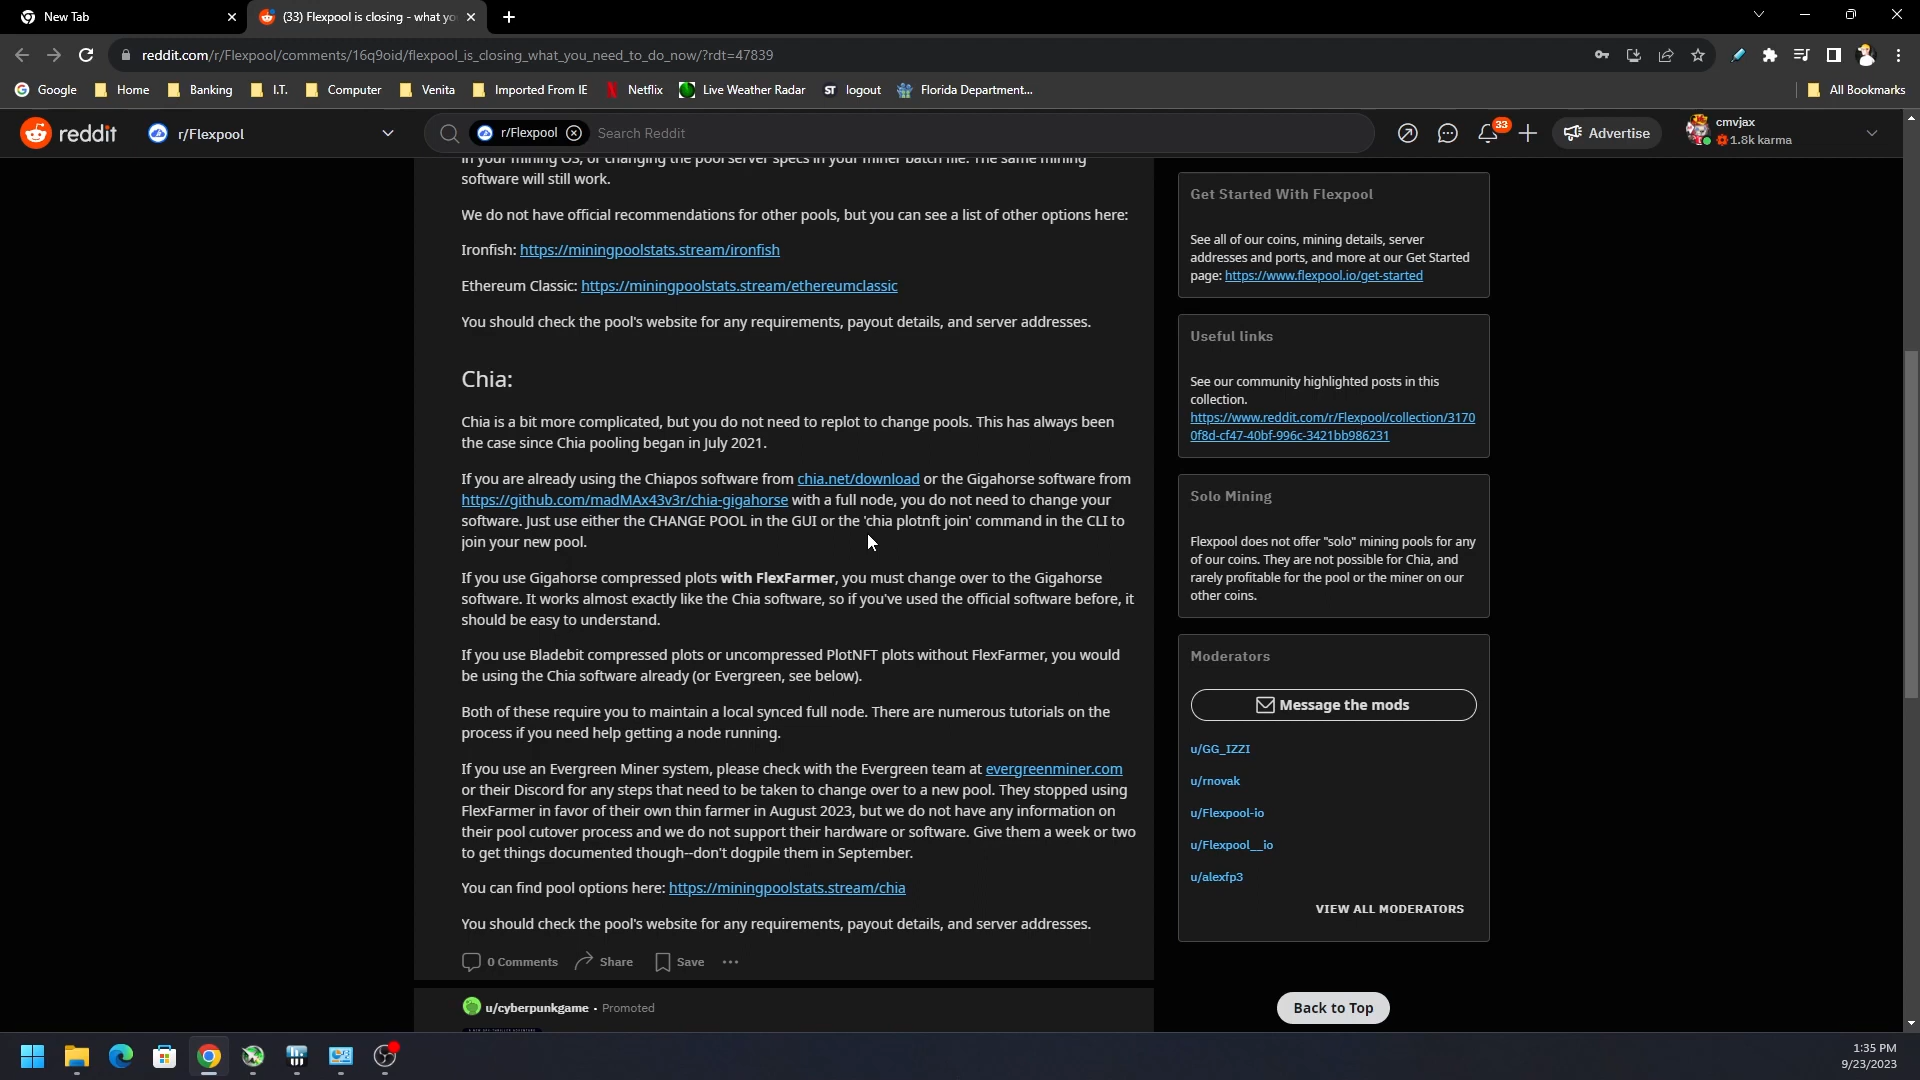 New Tab
(33) Flexpool is closing - what yo
reddit.com/r/Flexpool/comments/16q9oid/flexpool_is_closing_what_you_need_to_do_now/?rdt=47839
Google Home Banking I.T. Computer Venita Imported From IE Netflix Live Weather Radar ST logout Florida Department... All Bookmarks
reddit r/Flexpool r/Flexpool Search Reddit 33 Advertise cmvjax
1.8k karma
in your mining OS, or changing the pool server specs in your miner batch file. The same mining
software will still work.
We do not have official recommendations for other pools, but you can see a list of other options here:
Ironfish: https://miningpoolstats.stream/ironfish
Ethereum Classic: https://miningpoolstats.stream/ethereumclassic
You should check the pool's website for any requirements, payout details, and server addresses.
Chia:
Chia is a bit more complicated, but you do not need to replot to change pools. This has always been
the case since Chia pooling began in July 2021.
If you are already using the Chiapos software from chia.net/download or the Gigahorse software from
https://github.com/madMAx43v3r/chia-gigahorse with a full node, you do not need to change your
software. Just use either the CHANGE POOL in the GUI or the 'chia plotnft join' command in the CLI to
join your new pool.
If you use Gigahorse compressed plots with FlexFarmer, you must change over to the Gigahorse
software. It works almost exactly like the Chia software, so if you've used the official software before, it
should be easy to understand.
If you use Bladebit compressed plots or uncompressed PlotNFT plots without FlexFarmer, you would
be using the Chia software already (or Evergreen, see below).
Both of these require you to maintain a local synced full node. There are numerous tutorials on the
process if you need help getting a node running.
If you use an Evergreen Miner system, please check with the Evergreen team at evergreenminer.com
or their Discord for any steps that need to be taken to change over to a new pool. They stopped using
FlexFarmer in favor of their own thin farmer in August 2023, but we do not have any information on
their pool cutover process and we do not support their hardware or software. Give them a week or two
to get things documented though--don't dogpile them in September.
You can find pool options here: https://miningpoolstats.stream/chia
You should check the pool's website for any requirements, payout details, and server addresses.
0 Comments Share Save ...
u/cyberpunkgame • Promoted
Get Started With Flexpool
See all of our coins, mining details, server
addresses and ports, and more at our Get Started
page: https://www.flexpool.io/get-started
Useful links
See our community highlighted posts in this
collection.
https://www.reddit.com/r/Flexpool/collection/3170
0f8d-cf47-40bf-996c-3421bb986231
Solo Mining
Flexpool does not offer "solo" mining pools for any
of our coins. They are not possible for Chia, and
rarely profitable for the pool or the miner on our
other coins.
Moderators
Message the mods
u/GG_IZZI
u/rnovak
u/Flexpool-io
u/Flexpool__io
u/alexfp3
VIEW ALL MODERATORS
Back to Top
1:35 PM
9/23/2023